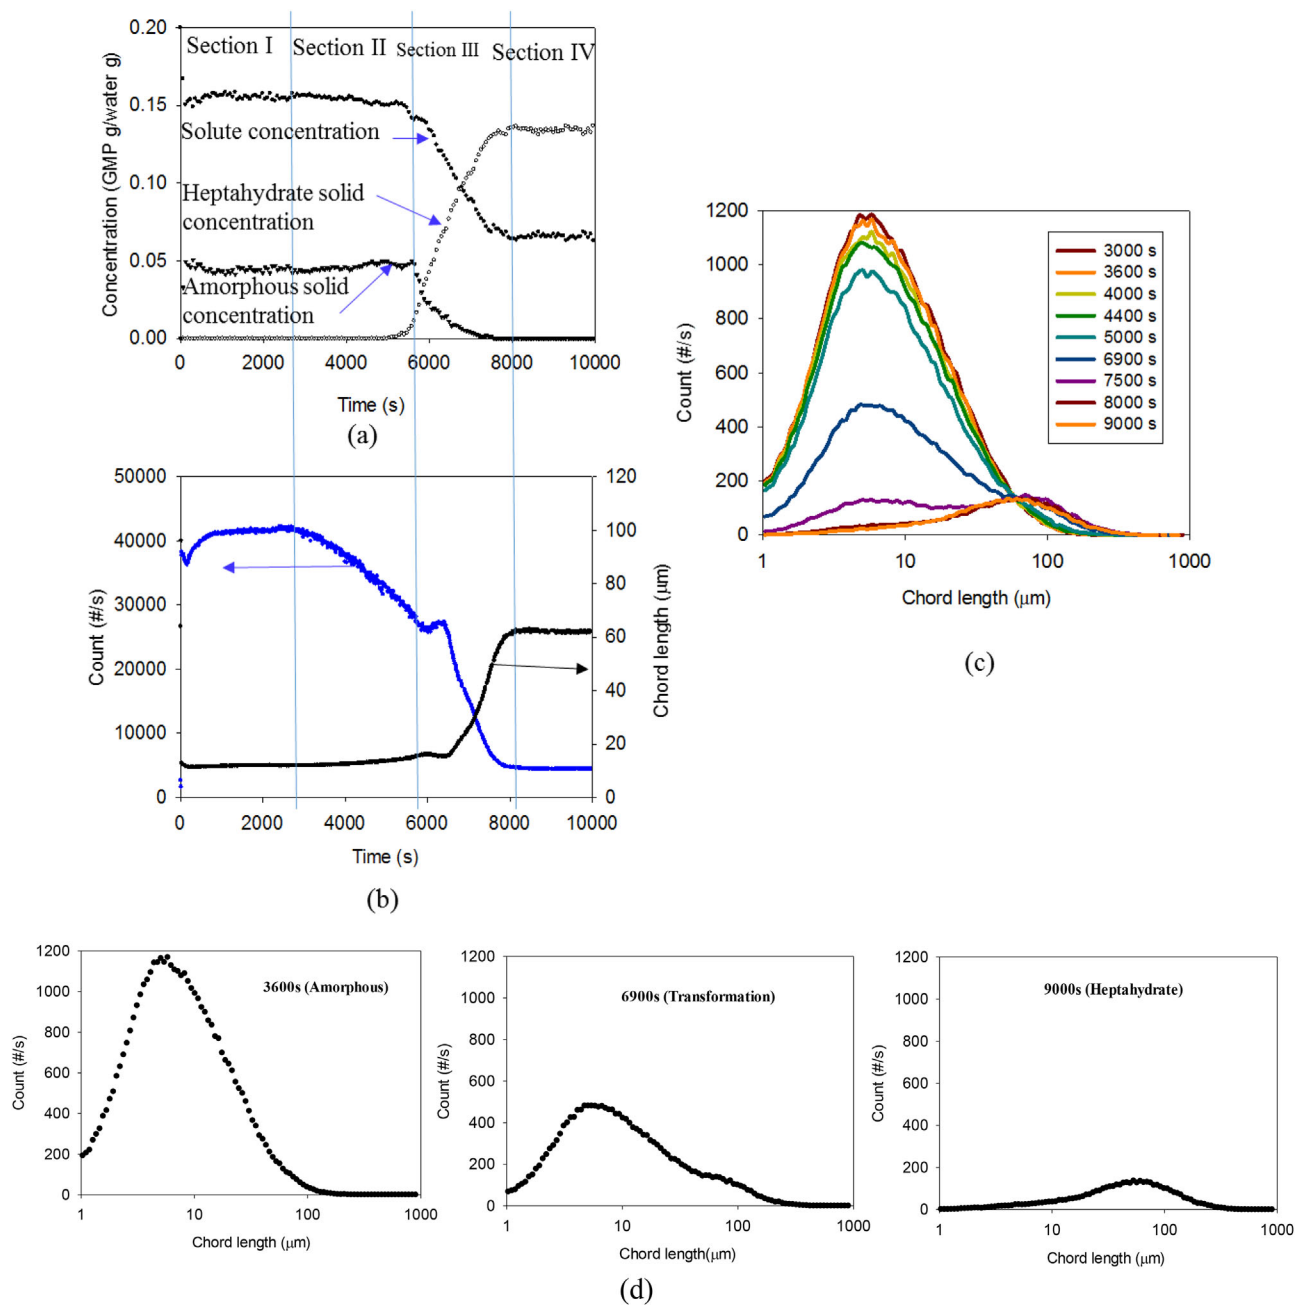 0.20
Section I
Section II
Section III
Section IV
0.15
Solute concentration
0.10
Heptahydrate solid
concentration
0.05
Amorphous solid
concentration
0.00
0 2000 4000 6000 8000 10000
Concentration (GMP g/water g)
Time (s)
(a)
50000
40000
30000
20000
10000
0
Count (#/s)
120
100
80
60
40
20
0
Chord length (μm)
0 2000 4000 6000 8000 10000
Time (s)
(b)
1200
1000
800
600
400
200
0
Count (#/s)
3000 s
3600 s
4000 s
4400 s
5000 s
6900 s
7500 s
8000 s
9000 s
1 10 100 1000
Chord length (μm)
(c)
1200
1000
800
600
400
200
0
Count (#/s)
3600s (Amorphous)
1 10 100 1000
Chord length (μm)
1200
1000
800
600
400
200
0
Count (#/s)
6900s (Transformation)
1 10 100 1000
Chord length(μm)
1200
1000
800
600
400
200
0
Count (#/s)
9000s (Heptahydrate)
1 10 100 1000
Chord length (μm)
(d)